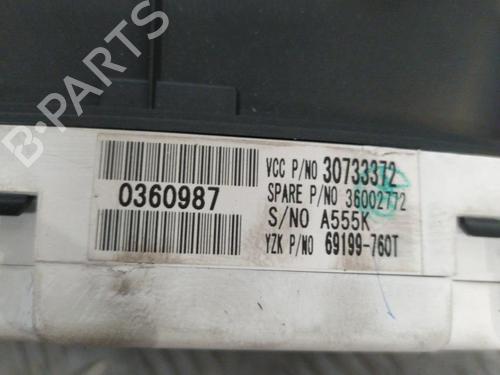 B-PARTS
VCC P/NO 30733372
SPARE P/NO 36002772
S/NO A555K
YZK P/NO 69199-760T
0360987